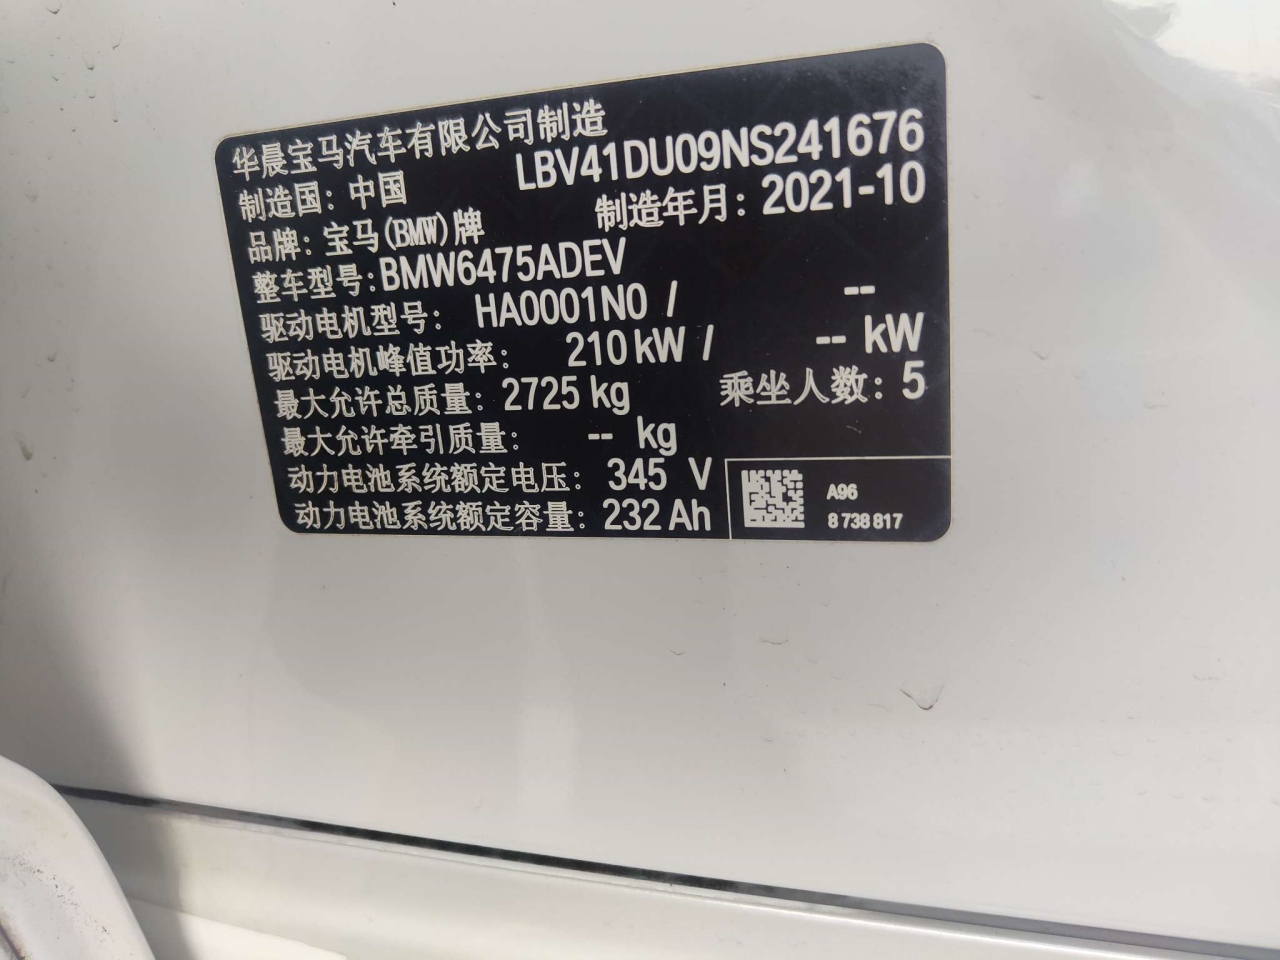 华晨宝马汽车有限公司制造
LBV41DU09NS241676
制造国：中国
制造年月：2021-10
品牌：宝马(BMW)牌
整车型号：BMW6475ADEV
驱动电机型号： HA0001N0 / --
驱动电机峰值功率： 210kW / -- kW
最大允许总质量：2725 kg 乘坐人数：5
最大允许牵引质量： -- kg
动力电池系统额定电压： 345 V
动力电池系统额定容量：232Ah
A96
8 738 817